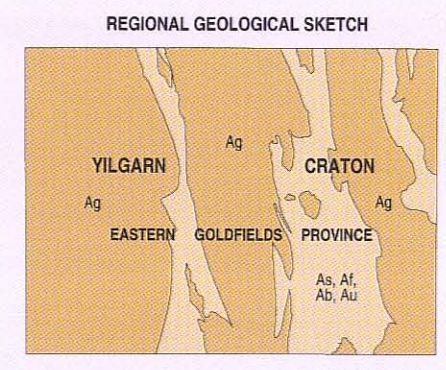 REGIONAL GEOLOGICAL SKETCH
Ag
YILGARN CRATON
Ag Ag
EASTERN GOLDFIELDS PROVINCE
As, Af,
Ab, Au